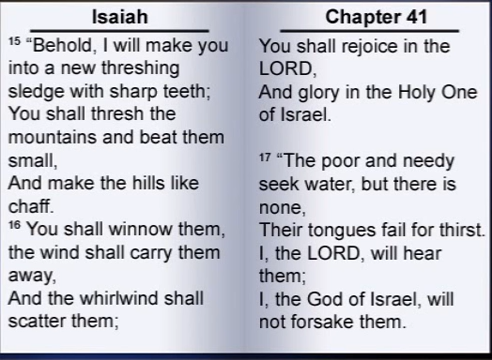 Isaiah
15 “Behold, I will make you
into a new threshing
sledge with sharp teeth;
You shall thresh the
mountains and beat them
small,
And make the hills like
chaff.
16 You shall winnow them,
the wind shall carry them
away,
And the whirlwind shall
scatter them;
Chapter 41
You shall rejoice in the
LORD,
And glory in the Holy One
of Israel.
17 “The poor and needy
seek water, but there is
none,
Their tongues fail for thirst.
I, the LORD, will hear
them;
I, the God of Israel, will
not forsake them.